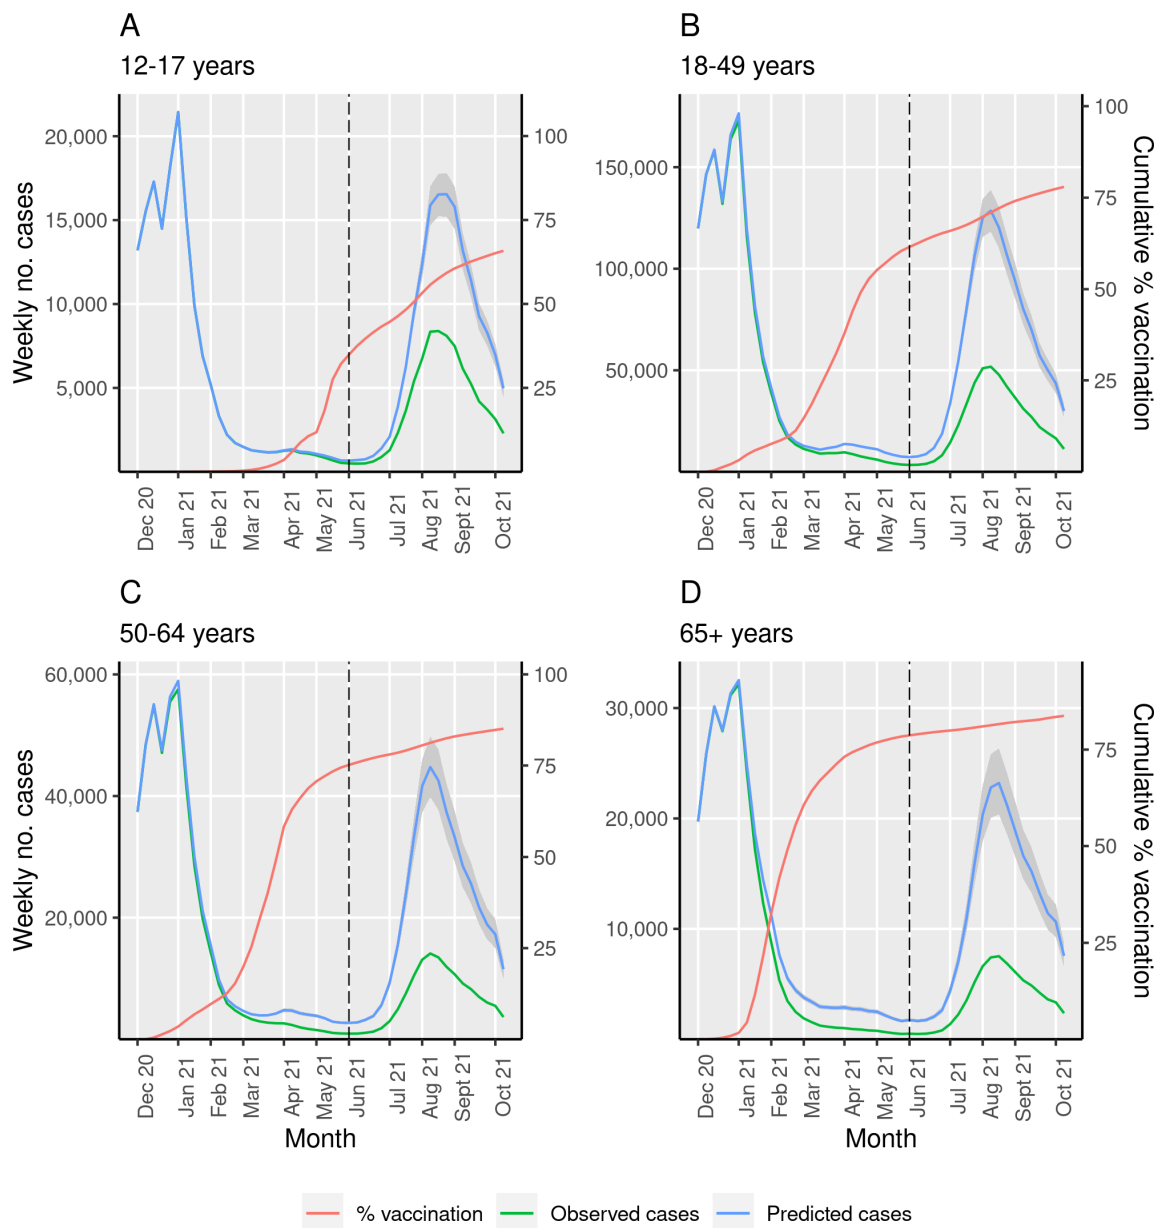 A
12-17 years
Weekly no. cases
20,000
15,000
10,000
5,000
100
75
50
25
Dec 20
Jan 21
Feb 21
Mar 21
Apr 21
May 21
Jun 21
Jul 21
Aug 21
Sept 21
Oct 21
B
18-49 years
150,000
100,000
50,000
100
75
50
25
Cumulative % vaccination
Dec 20
Jan 21
Feb 21
Mar 21
Apr 21
May 21
Jun 21
Jul 21
Aug 21
Sept 21
Oct 21
C
50-64 years
Weekly no. cases
60,000
40,000
20,000
100
75
50
25
Dec 20
Jan 21
Feb 21
Mar 21
Apr 21
May 21
Jun 21
Jul 21
Aug 21
Sept 21
Oct 21
Month
D
65+ years
30,000
20,000
10,000
75
50
25
Cumulative % vaccination
Dec 20
Jan 21
Feb 21
Mar 21
Apr 21
May 21
Jun 21
Jul 21
Aug 21
Sept 21
Oct 21
Month
% vaccination
Observed cases
Predicted cases